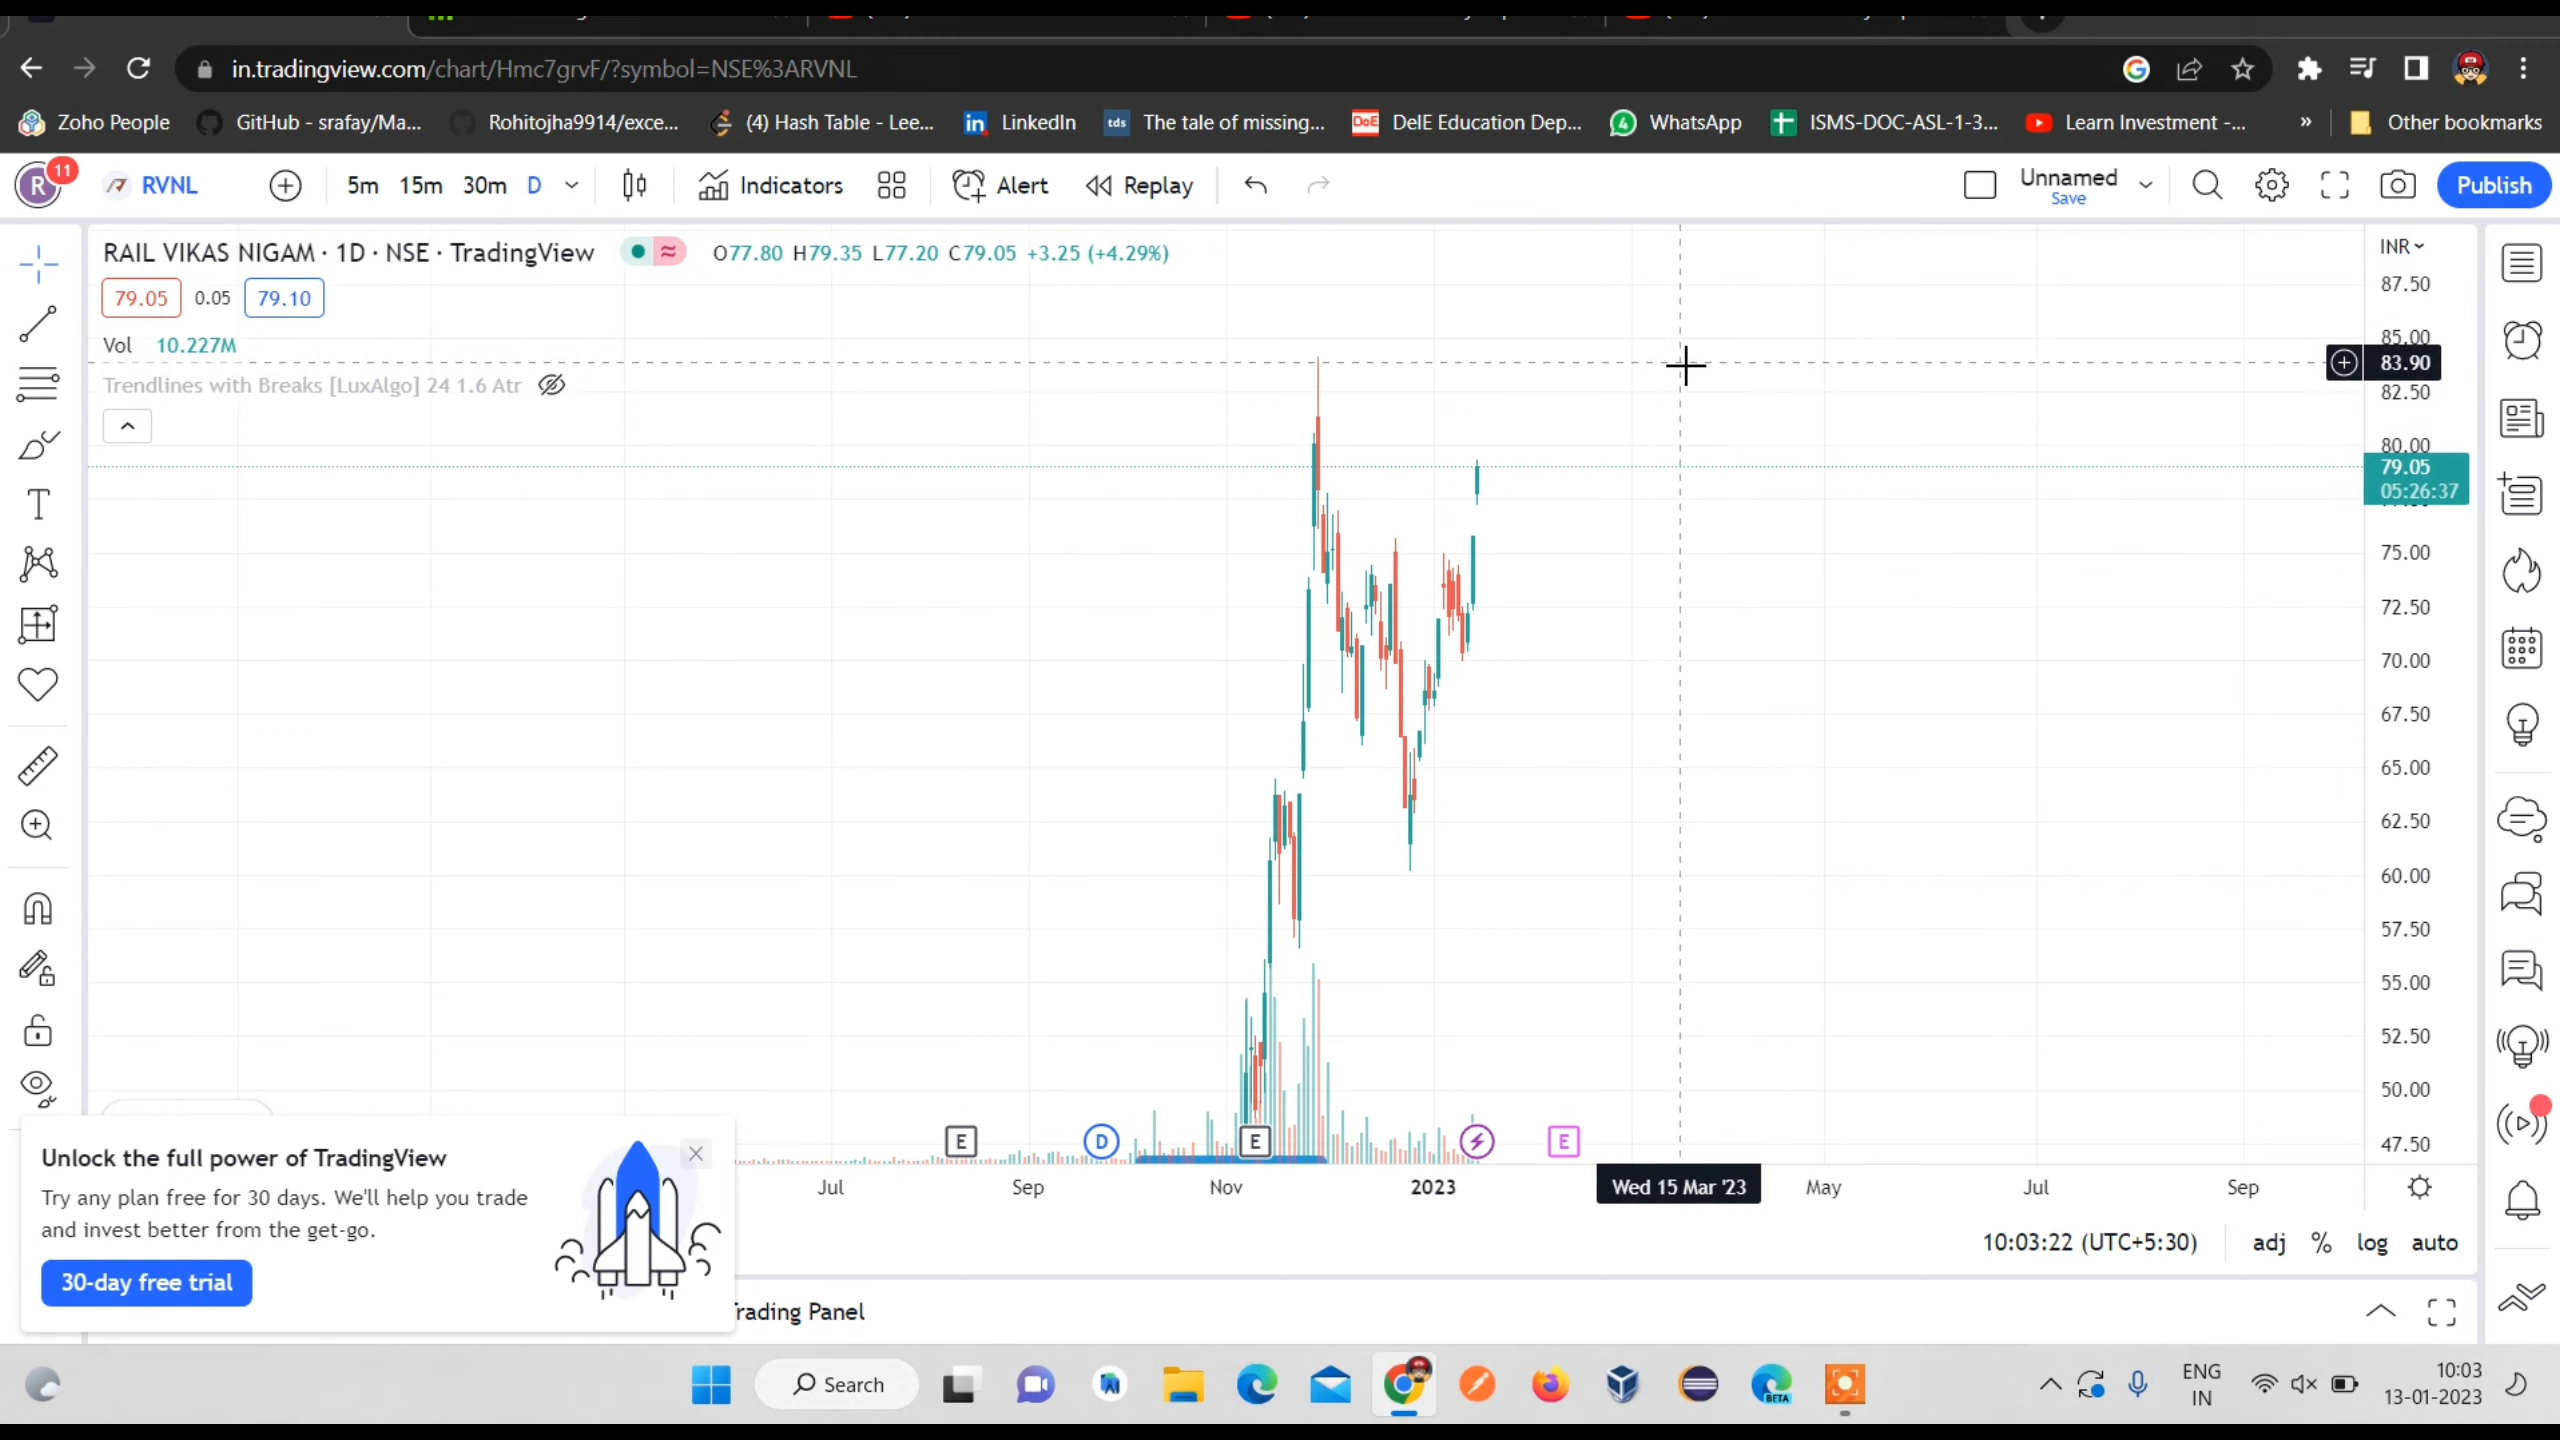 in.tradingview.com/chart/Hmc7grvF/?symbol=NSE%3ARVNL
Zoho People GitHub - srafay/Ma... Rohitojha9914/exce... (4) Hash Table - Lee... in LinkedIn tds The tale of missing... DoE DelE Education Dep... WhatsApp ISMS-DOC-ASL-1-3... Learn Investment -... » Other bookmarks
R 11 RVNL 5m 15m 30m D Indicators Alert Replay Unnamed Publish
Save
RAIL VIKAS NIGAM · 1D · NSE · TradingView O77.80 H79.35 L77.20 C79.05 +3.25 (+4.29%) INR
79.05 0.05 79.10
Vol 10.227M
Trendlines with Breaks [LuxAlgo] 24 1.6 Atr
87.50
85.00
83.90
82.50
80.00
79.05
05:26:37
75.00
72.50
70.00
67.50
65.00
62.50
60.00
57.50
55.00
52.50
50.00
47.50
E D E E
Jul Sep Nov 2023 Wed 15 Mar '23 May Jul Sep
10:03:22 (UTC+5:30) adj % log auto
Unlock the full power of TradingView
Try any plan free for 30 days. We'll help you trade
and invest better from the get-go.
30-day free trial
Trading Panel
Search
BETA
ENG
IN
10:03
13-01-2023